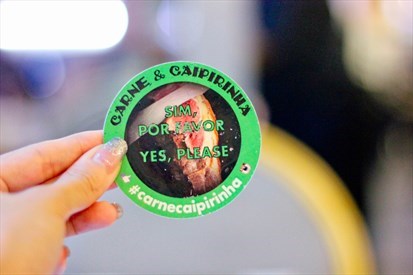 CARNE & CAIPIRINHA
SIM,
POR FAVOR
YES, PLEASE
#carnecaipirinha